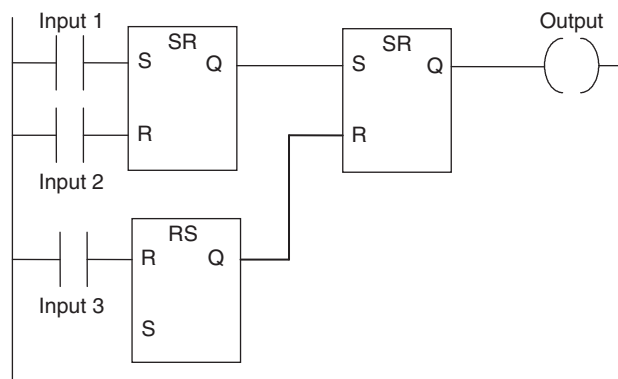 Input 1
SR
S Q
R
Input 2
SR
S Q
R
Output
RS
R Q
S
Input 3